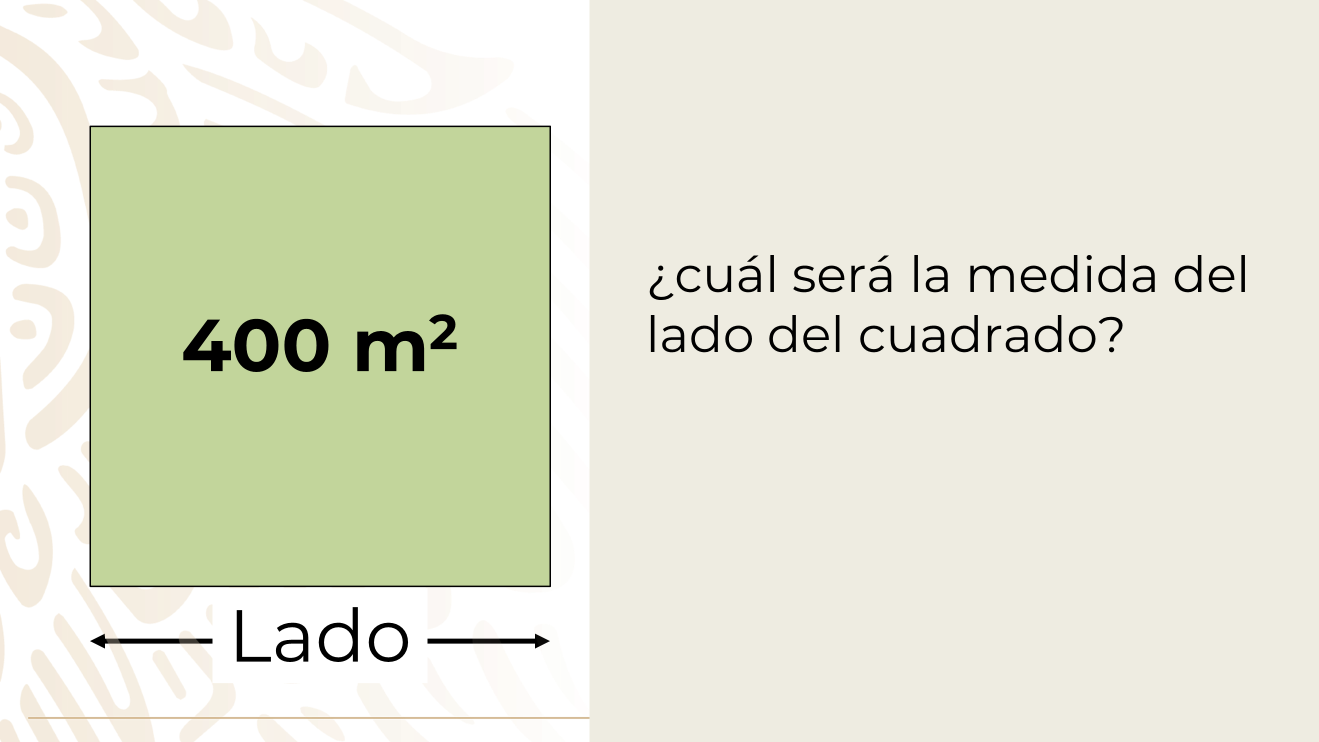 400 m²
Lado
¿cuál será la medida del
lado del cuadrado?